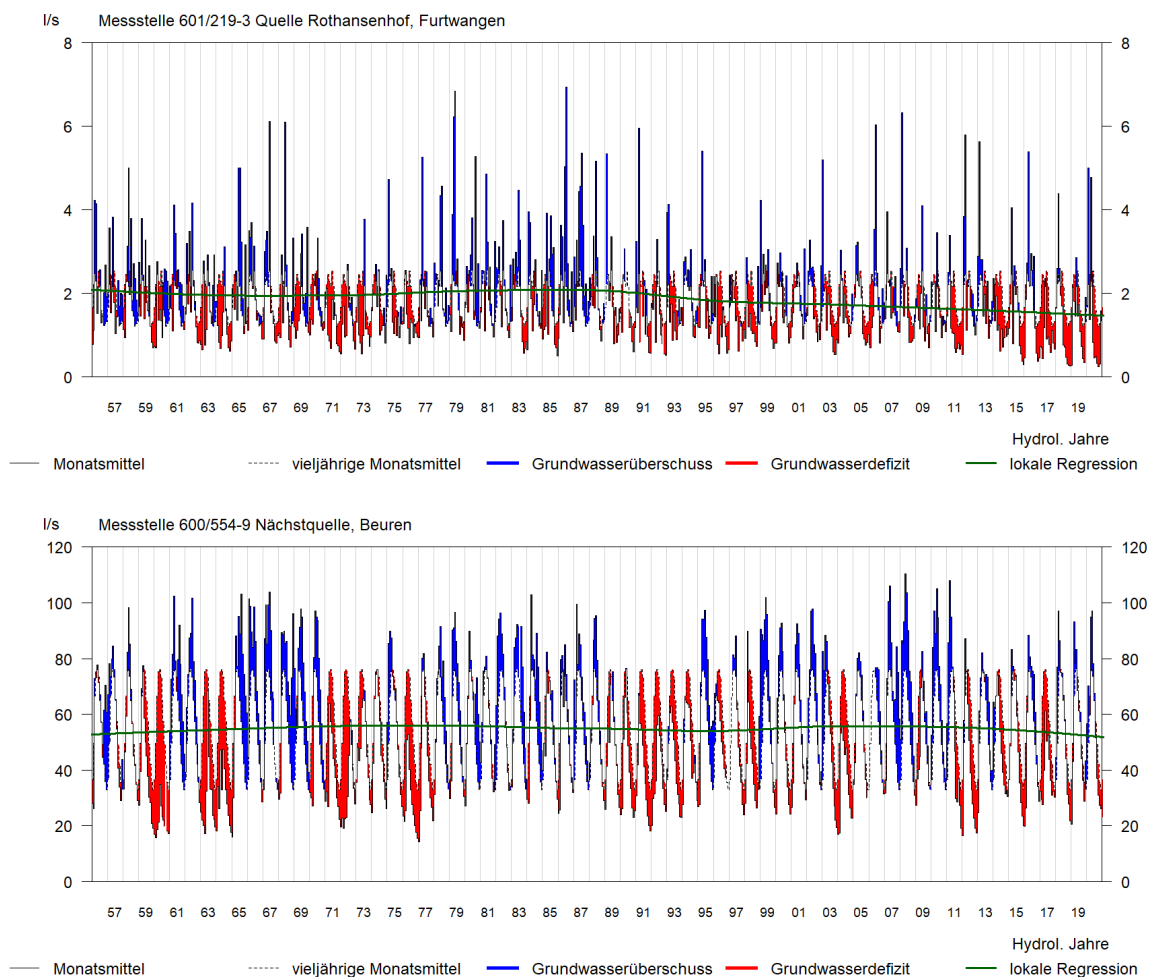 l/s Messstelle 601/219-3 Quelle Rothansenhof, Furtwangen
8 8
6 6
4 4
2 2
0 0
57 59 61 63 65 67 69 71 73 75 77 79 81 83 85 87 89 91 93 95 97 99 01 03 05 07 09 11 13 15 17 19
Hydrol. Jahre
Monatsmittel vieljährige Monatsmittel Grundwasserüberschuss Grundwasserdefizit lokale Regression
l/s Messstelle 600/554-9 Nächstquelle, Beuren
120 120
100 100
80 80
60 60
40 40
20 20
0 0
57 59 61 63 65 67 69 71 73 75 77 79 81 83 85 87 89 91 93 95 97 99 01 03 05 07 09 11 13 15 17 19
Hydrol. Jahre
Monatsmittel vieljährige Monatsmittel Grundwasserüberschuss Grundwasserdefizit lokale Regression